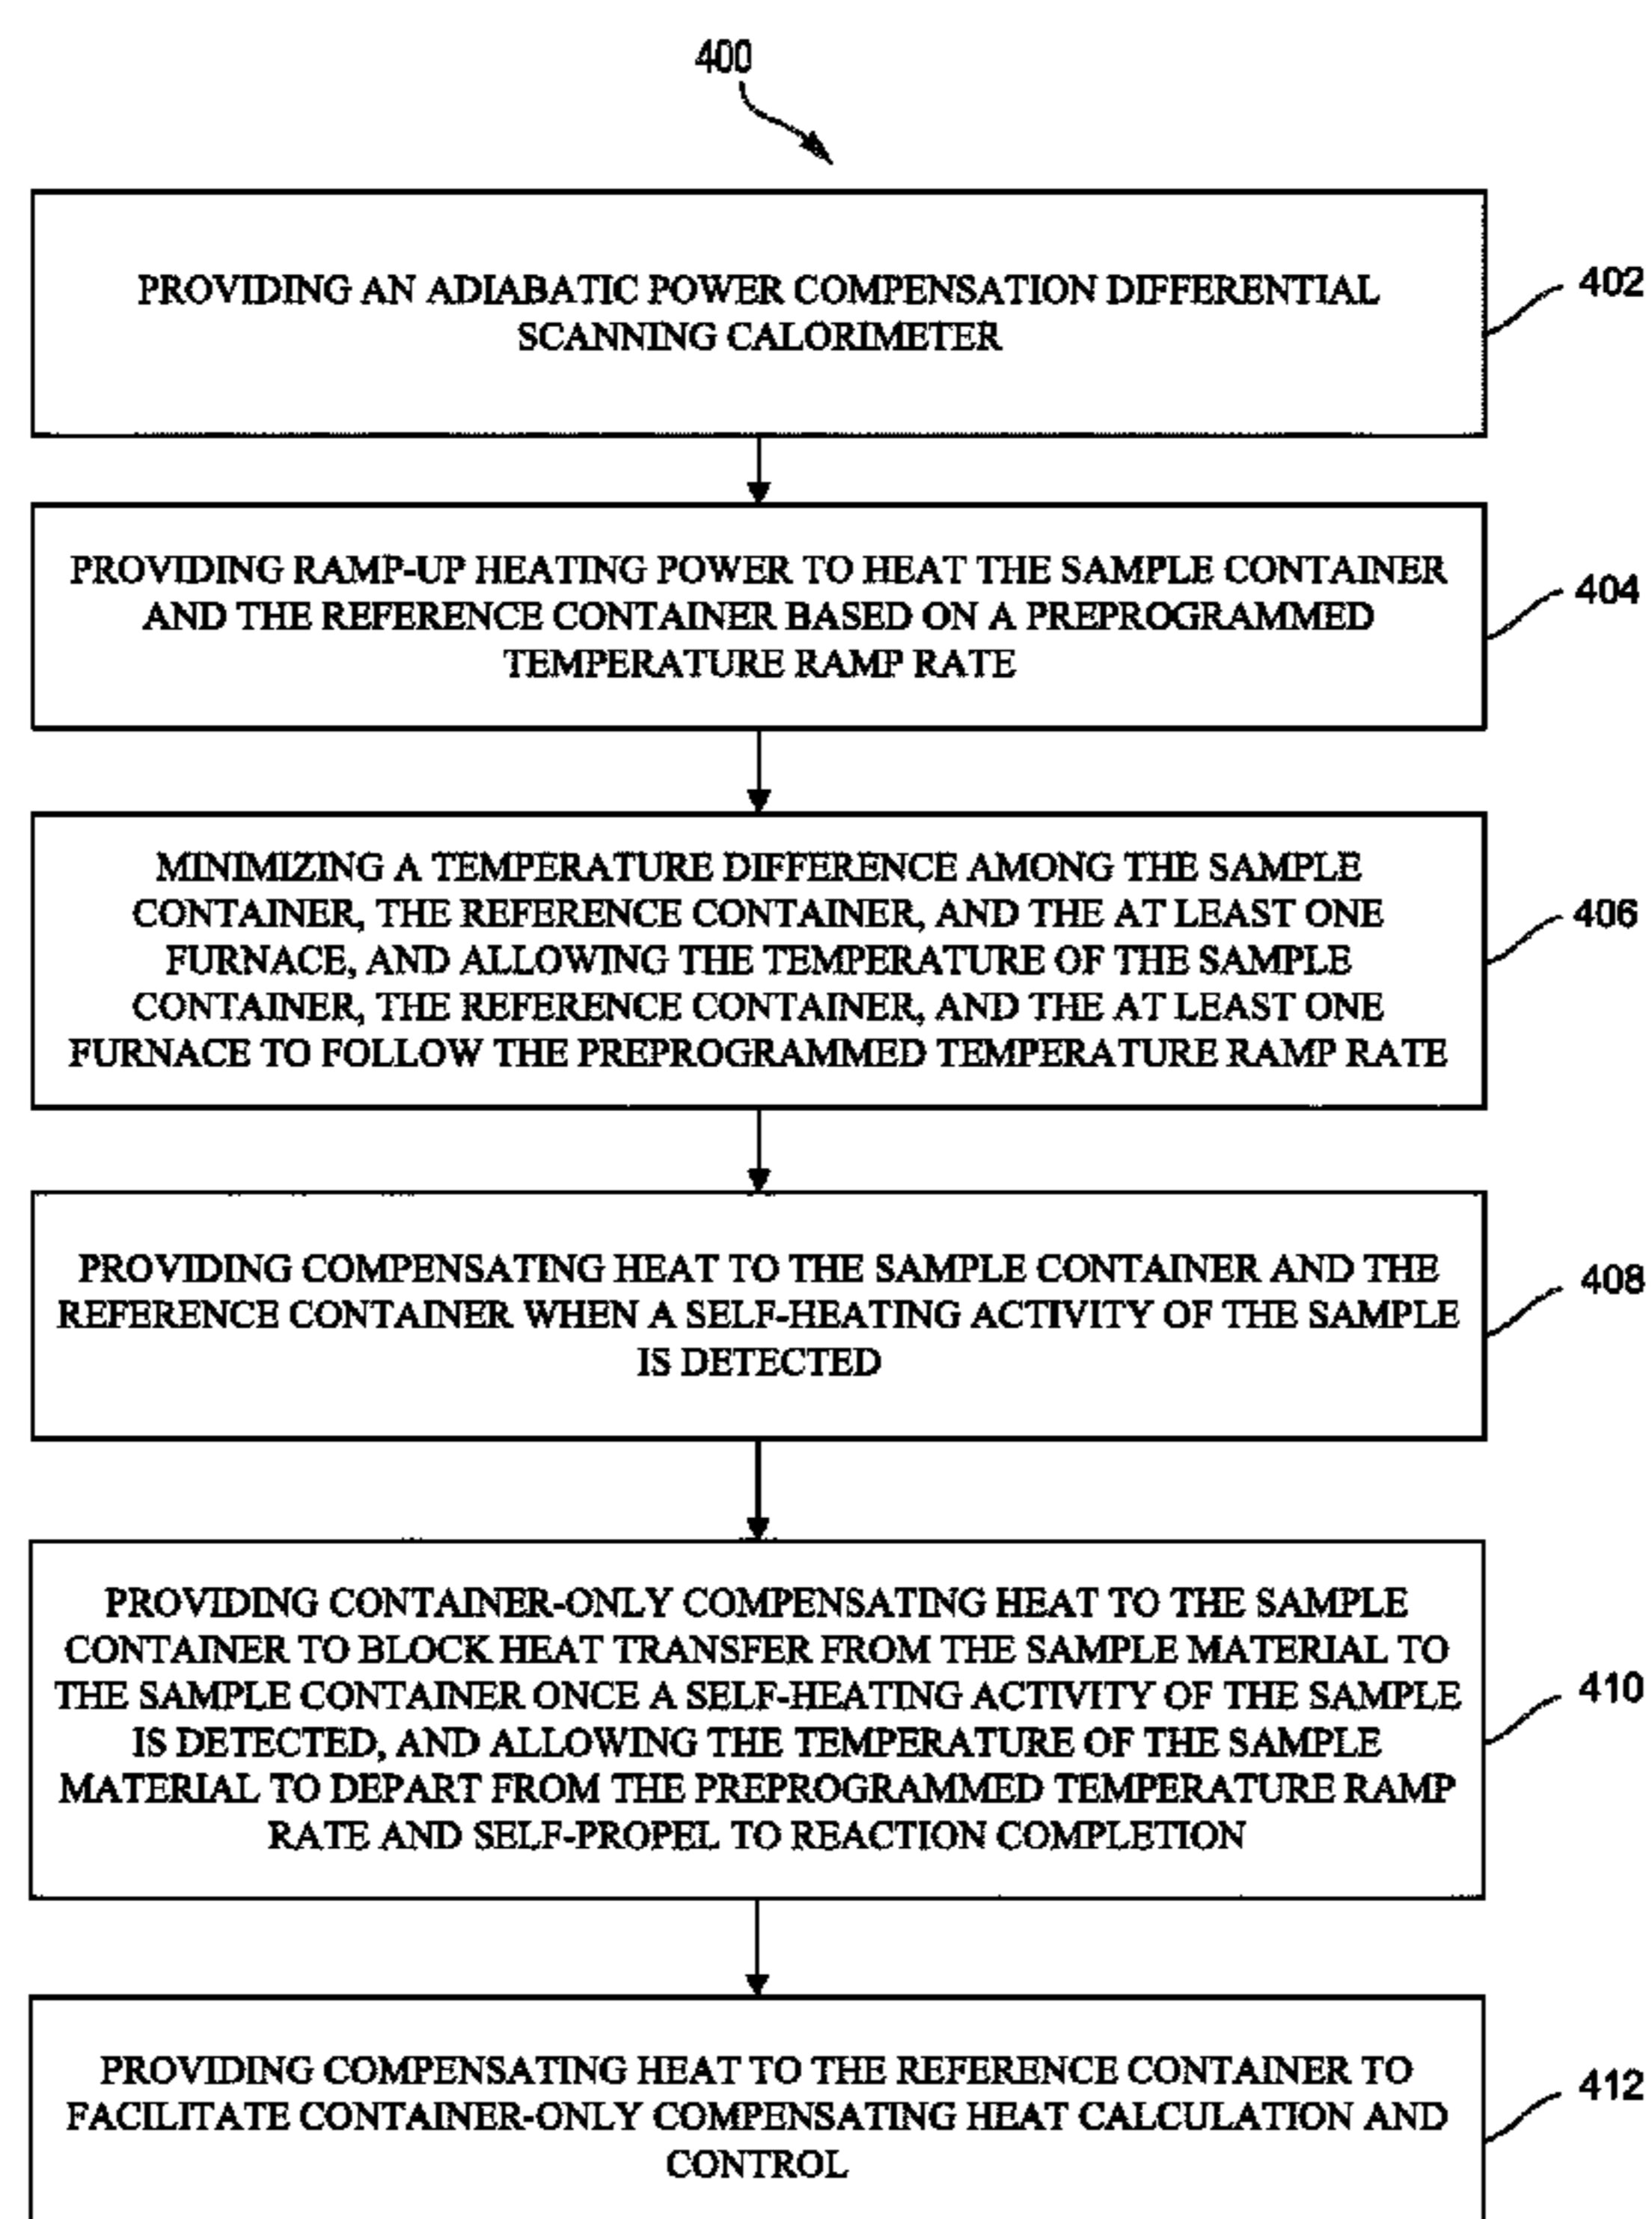 400
PROVIDING AN ADIABATIC POWER COMPENSATION DIFFERENTIAL
SCANNING CALORIMETER
402
PROVIDING RAMP-UP HEATING POWER TO HEAT THE SAMPLE CONTAINER
AND THE REFERENCE CONTAINER BASED ON A PREPROGRAMMED
TEMPERATURE RAMP RATE
404
MINIMIZING A TEMPERATURE DIFFERENCE AMONG THE SAMPLE
CONTAINER, THE REFERENCE CONTAINER, AND THE AT LEAST ONE
FURNACE, AND ALLOWING THE TEMPERATURE OF THE SAMPLE
CONTAINER, THE REFERENCE CONTAINER, AND THE AT LEAST ONE
FURNACE TO FOLLOW THE PREPROGRAMMED TEMPERATURE RAMP RATE
406
PROVIDING COMPENSATING HEAT TO THE SAMPLE CONTAINER AND THE
REFERENCE CONTAINER WHEN A SELF-HEATING ACTIVITY OF THE SAMPLE
IS DETECTED
408
PROVIDING CONTAINER-ONLY COMPENSATING HEAT TO THE SAMPLE
CONTAINER TO BLOCK HEAT TRANSFER FROM THE SAMPLE MATERIAL TO
THE SAMPLE CONTAINER ONCE A SELF-HEATING ACTIVITY OF THE SAMPLE
IS DETECTED, AND ALLOWING THE TEMPERATURE OF THE SAMPLE
MATERIAL TO DEPART FROM THE PREPROGRAMMED TEMPERATURE RAMP
RATE AND SELF-PROPEL TO REACTION COMPLETION
410
PROVIDING COMPENSATING HEAT TO THE REFERENCE CONTAINER TO
FACILITATE CONTAINER-ONLY COMPENSATING HEAT CALCULATION AND
CONTROL
412